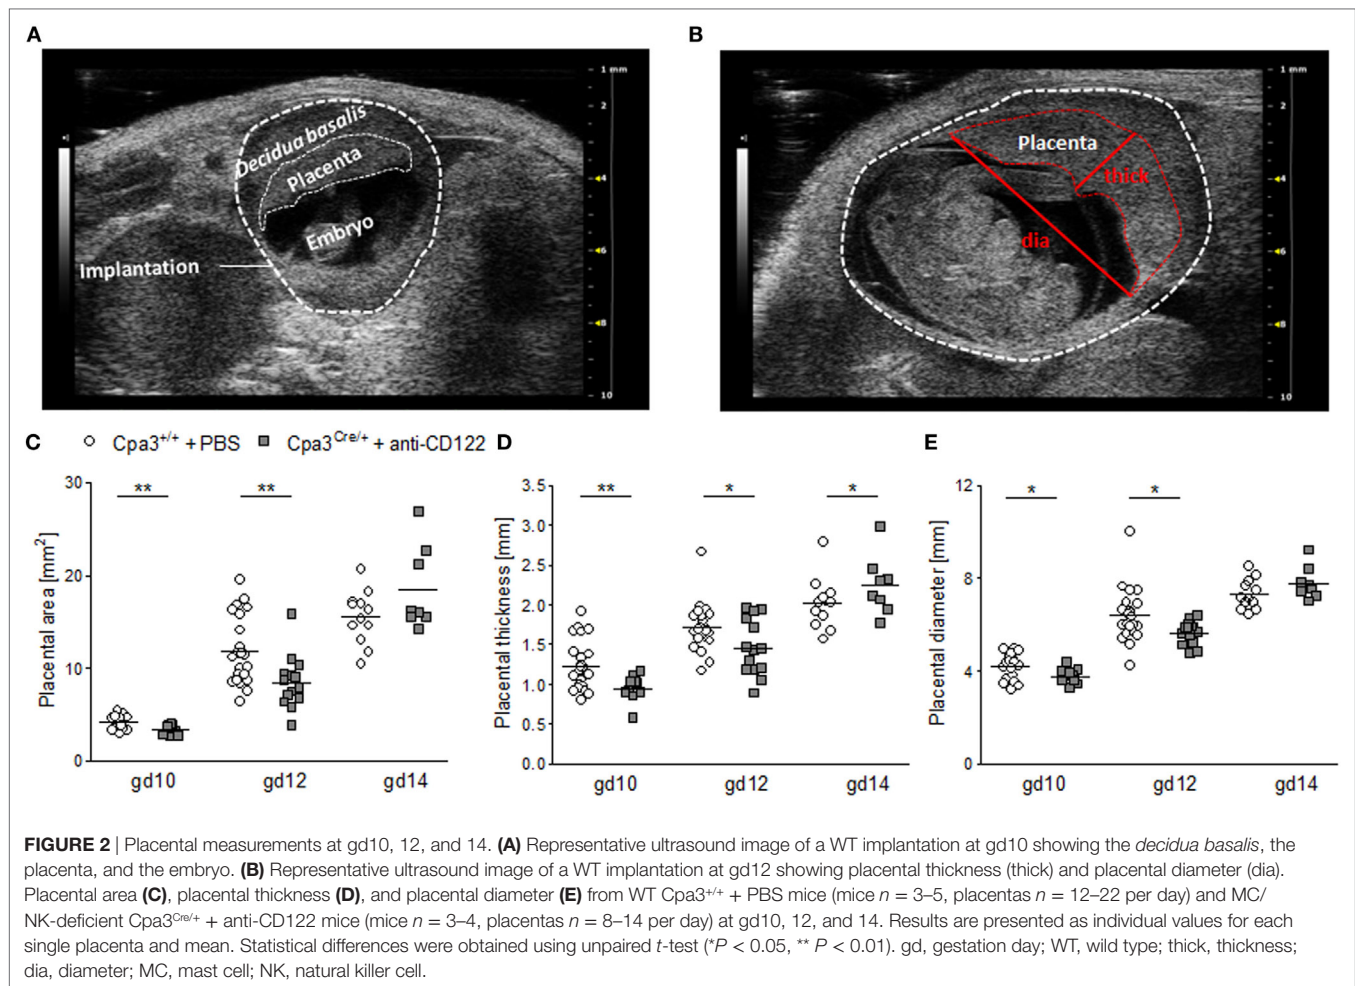 A
B
1 mm
2
4
6
8
10
Decidua basalis
Placenta
Embryo
Implantation
1 mm
2
4
6
8
10
Placenta
thick
dia
C
Cpa3+/+ + PBS
Cpa3Cre/+ + anti-CD122
D
E
Placental area [mm²]
30
20
10
0
**
**
gd10
gd12
gd14
Placental thickness [mm]
3.5
3.0
2.5
2.0
1.5
1.0
0.5
0.0
**
*
*
gd10
gd12
gd14
Placental diameter [mm]
12
8
4
0
*
*
gd10
gd12
gd14
FIGURE 2 | Placental measurements at gd10, 12, and 14. (A) Representative ultrasound image of a WT implantation at gd10 showing the decidua basalis, the
placenta, and the embryo. (B) Representative ultrasound image of a WT implantation at gd12 showing placental thickness (thick) and placental diameter (dia).
Placental area (C), placental thickness (D), and placental diameter (E) from WT Cpa3+/+ + PBS mice (mice n = 3–5, placentas n = 12–22 per day) and MC/
NK-deficient Cpa3Cre/+ + anti-CD122 mice (mice n = 3–4, placentas n = 8–14 per day) at gd10, 12, and 14. Results are presented as individual values for each
single placenta and mean. Statistical differences were obtained using unpaired t-test (*P < 0.05, ** P < 0.01). gd, gestation day; WT, wild type; thick, thickness;
dia, diameter; MC, mast cell; NK, natural killer cell.